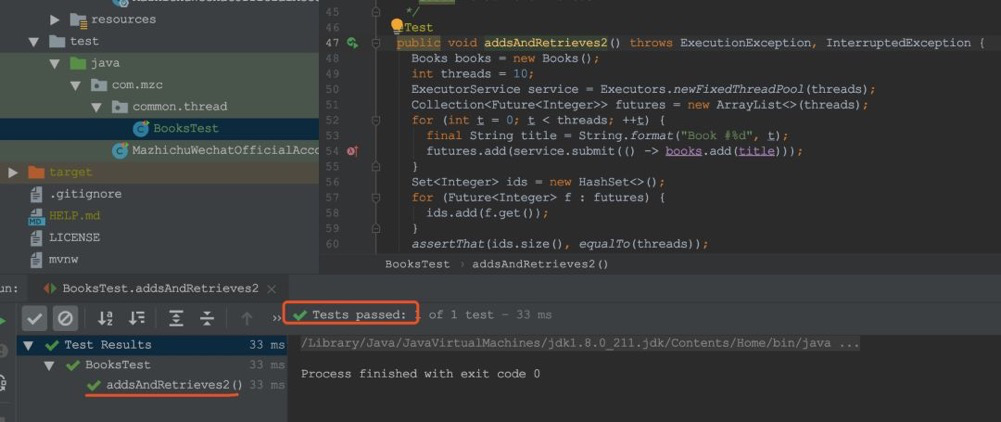 resources
test
java
com.mzc
common.thread
BooksTest
MazhichuWechatOfficialAcco
target
.gitignore
HELP.md
LICENSE
mvnw
45 */
46 @Test
47 public void addsAndRetrieves2() throws ExecutionException, InterruptedException {
48 Books books = new Books();
49 int threads = 10;
50 ExecutorService service = Executors.newFixedThreadPool(threads);
51 Collection<Future<Integer>> futures = new ArrayList<>(threads);
52 for (int t = 0; t < threads; ++t) {
53 final String title = String.format("Book #%d", t);
54 futures.add(service.submit(() -> books.add(title)));
55 }
56 Set<Integer> ids = new HashSet<>();
57 for (Future<Integer> f : futures) {
58 ids.add(f.get());
59 }
60 assertThat(ids.size(), equalTo(threads));
BooksTest › addsAndRetrieves2()
un: BooksTest.addsAndRetrieves2 ×
» Tests passed: 1 of 1 test – 33 ms
Test Results 33 ms
BooksTest 33 ms
addsAndRetrieves2() 33 ms
/Library/Java/JavaVirtualMachines/jdk1.8.0_211.jdk/Contents/Home/bin/java ...
Process finished with exit code 0